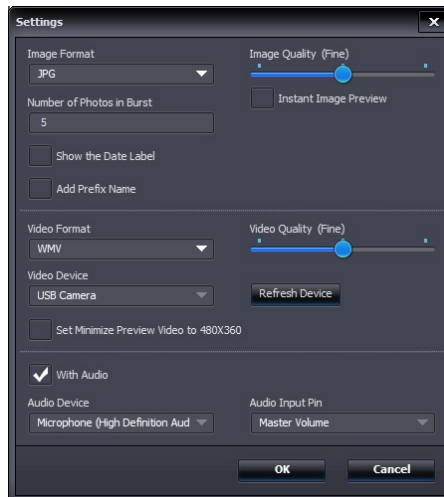 Settings
Image Format
Image Quality (Fine)
JPG
Number of Photos in Burst
Instant Image Preview
5
Show the Date Label
Add Prefix Name
Video Format
Video Quality (Fine)
WMV
Video Device
USB Camera
Refresh Device
Set Minimize Preview Video to 480X360
With Audio
Audio Device
Audio Input Pin
Microphone (High Definition Aud
Master Volume
OK
Cancel